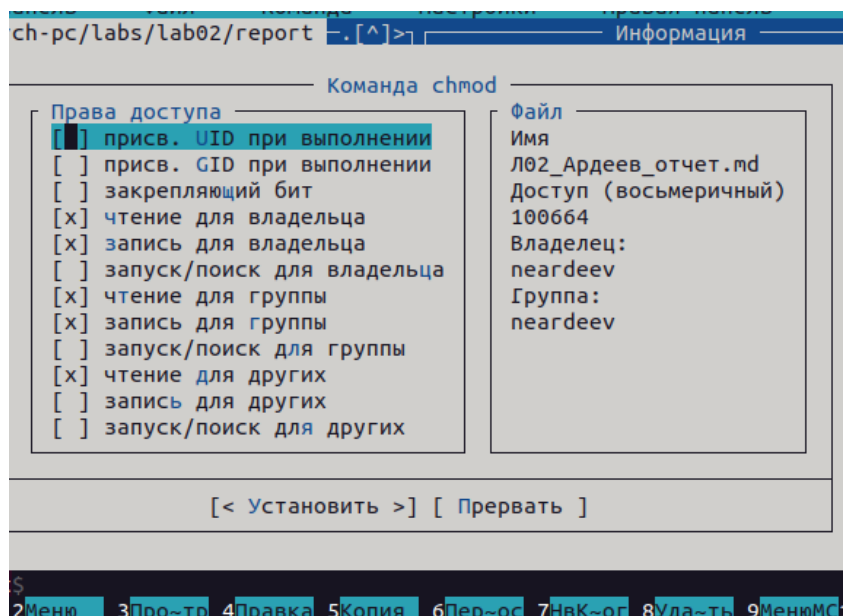 ch-pc/labs/lab02/report -.[^]>
Информация
Команда chmod
Права доступа
[ ] присв. UID при выполнении
[ ] присв. GID при выполнении
[ ] закрепляющий бит
[x] чтение для владельца
[x] запись для владельца
[ ] запуск/поиск для владельца
[x] чтение для группы
[x] запись для группы
[ ] запуск/поиск для группы
[x] чтение для других
[ ] запись для других
[ ] запуск/поиск для других
Файл
Имя
Л02_Ардеев_отчет.md
Доступ (восьмеричный)
100664
Владелец:
neardeev
Группа:
neardeev
[< Установить >] [ Прервать ]
:$
2Меню 3Про~тр 4Правка 5Копия 6Пер~ос 7НвК~ог 8Уда~ть 9МенюMC